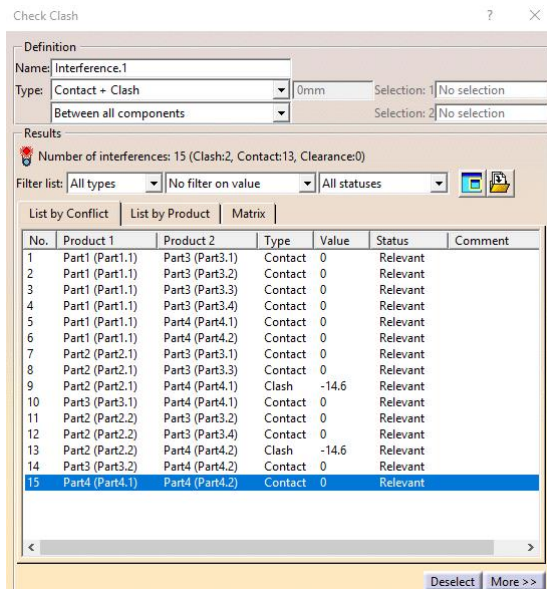 Check Clash ? ×
Definition
Name: Interference.1
Type: Contact + Clash 0mm Selection: 1 No selection
Between all components Selection: 2 No selection
Results
Number of interferences: 15 (Clash:2, Contact:13, Clearance:0)
Filter list: All types No filter on value All statuses
List by Conflict List by Product Matrix
No. Product 1 Product 2 Type Value Status Comment
1 Part1 (Part1.1) Part3 (Part3.1) Contact 0 Relevant
2 Part1 (Part1.1) Part3 (Part3.2) Contact 0 Relevant
3 Part1 (Part1.1) Part3 (Part3.3) Contact 0 Relevant
4 Part1 (Part1.1) Part3 (Part3.4) Contact 0 Relevant
5 Part1 (Part1.1) Part4 (Part4.1) Contact 0 Relevant
6 Part1 (Part1.1) Part4 (Part4.2) Contact 0 Relevant
7 Part2 (Part2.1) Part3 (Part3.1) Contact 0 Relevant
8 Part2 (Part2.1) Part3 (Part3.3) Contact 0 Relevant
9 Part2 (Part2.1) Part4 (Part4.1) Clash -14.6 Relevant
10 Part3 (Part3.1) Part4 (Part4.1) Contact 0 Relevant
11 Part2 (Part2.2) Part3 (Part3.2) Contact 0 Relevant
12 Part2 (Part2.2) Part3 (Part3.4) Contact 0 Relevant
13 Part2 (Part2.2) Part4 (Part4.2) Clash -14.6 Relevant
14 Part3 (Part3.2) Part4 (Part4.2) Contact 0 Relevant
15 Part4 (Part4.1) Part4 (Part4.2) Contact 0 Relevant
Deselect More >>